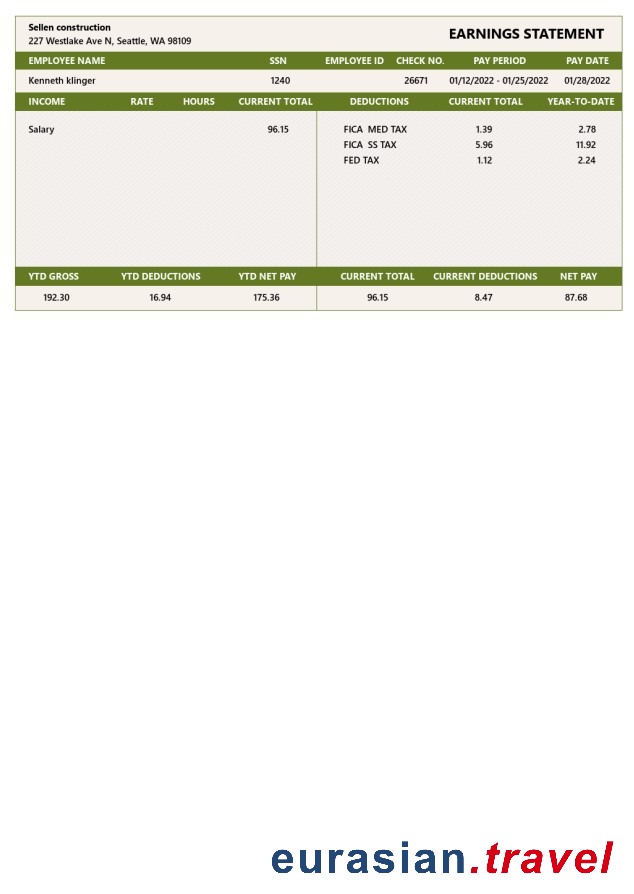 Sellen construction
227 Westlake Ave N, Seattle, WA 98109
EARNINGS STATEMENT
EMPLOYEE NAME SSN EMPLOYEE ID CHECK NO. PAY PERIOD PAY DATE
Kenneth klinger 1240 26671 01/12/2022 - 01/25/2022 01/28/2022
INCOME RATE HOURS CURRENT TOTAL DEDUCTIONS CURRENT TOTAL YEAR-TO-DATE
Salary 96.15 FICA MED TAX 1.39 2.78
FICA SS TAX 5.96 11.92
FED TAX 1.12 2.24
YTD GROSS YTD DEDUCTIONS YTD NET PAY CURRENT TOTAL CURRENT DEDUCTIONS NET PAY
192.30 16.94 175.36 96.15 8.47 87.68
eurasian.travel